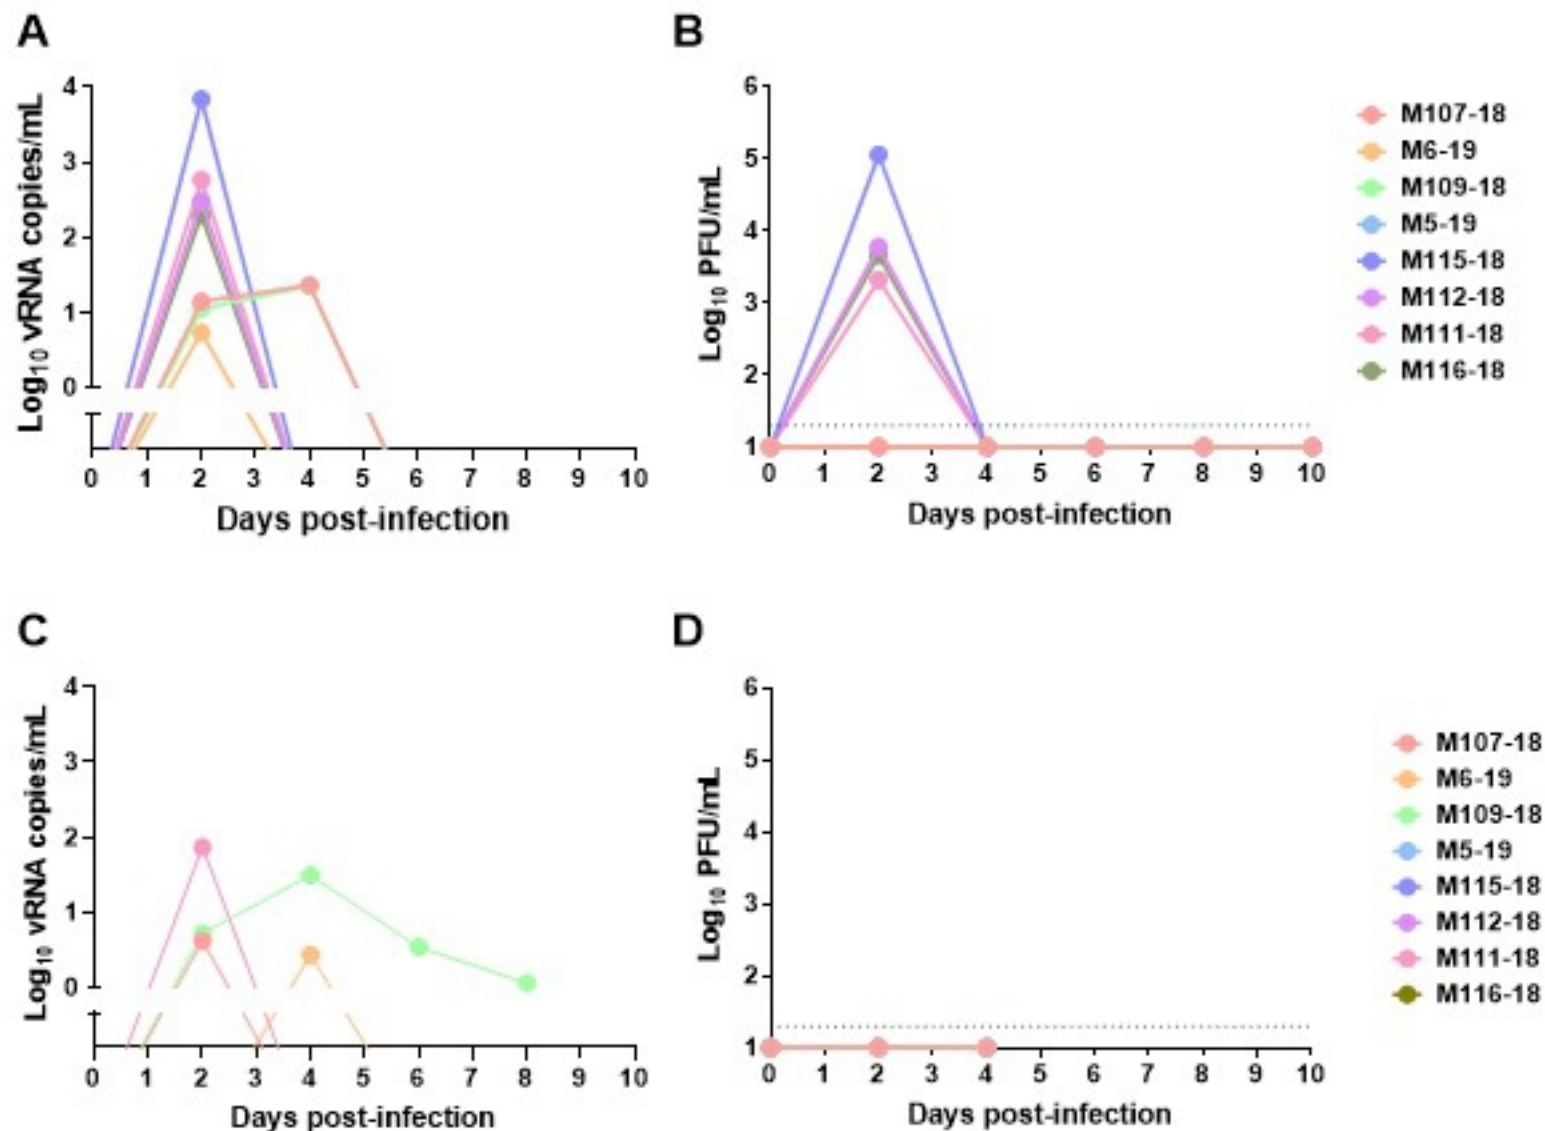 A
Log10 vRNA copies/mL
4
3
2
1
0
0 1 2 3 4 5 6 7 8 9 10
Days post-infection
B
Log10 PFU/mL
6
5
4
3
2
1
0 1 2 3 4 5 6 7 8 9 10
Days post-infection
M107-18
M6-19
M109-18
M5-19
M115-18
M112-18
M111-18
M116-18
C
Log10 vRNA copies/mL
4
3
2
1
0
0 1 2 3 4 5 6 7 8 9 10
Days post-infection
D
Log10 PFU/mL
6
5
4
3
2
1
0 1 2 3 4 5 6 7 8 9 10
Days post-infection
M107-18
M6-19
M109-18
M5-19
M115-18
M112-18
M111-18
M116-18